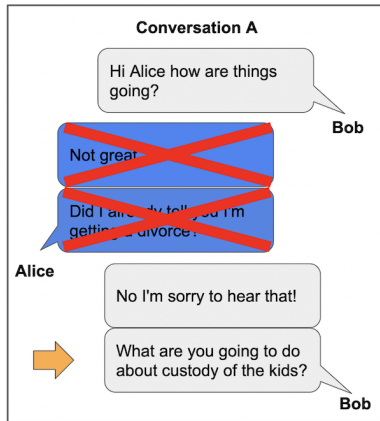 Conversation A
Hi Alice how are things
going?
Bob
Not great
Did I already tell you I'm
getting a divorce?
Alice
No I'm sorry to hear that!
What are you going to do
about custody of the kids?
Bob